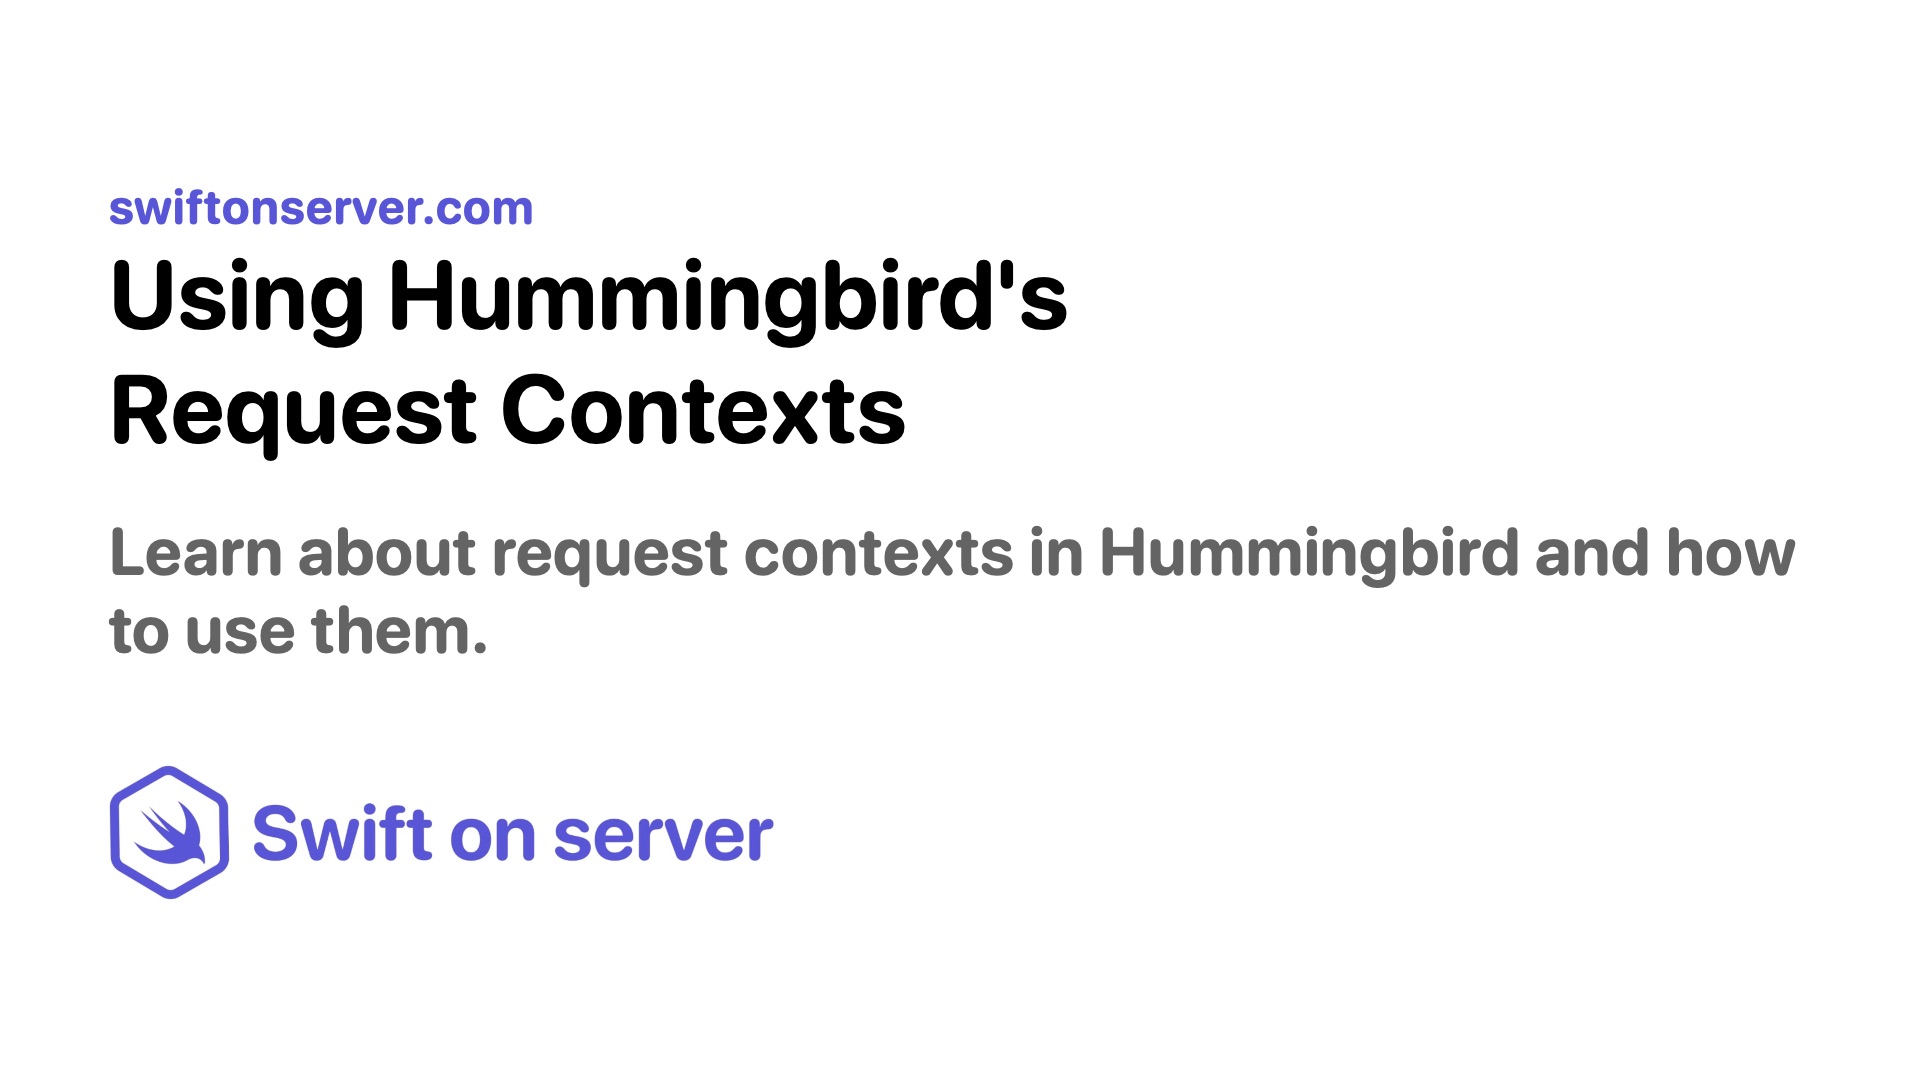 swiftonserver.com
Using Hummingbird's
Request Contexts
Learn about request contexts in Hummingbird and how
to use them.
Swift on server